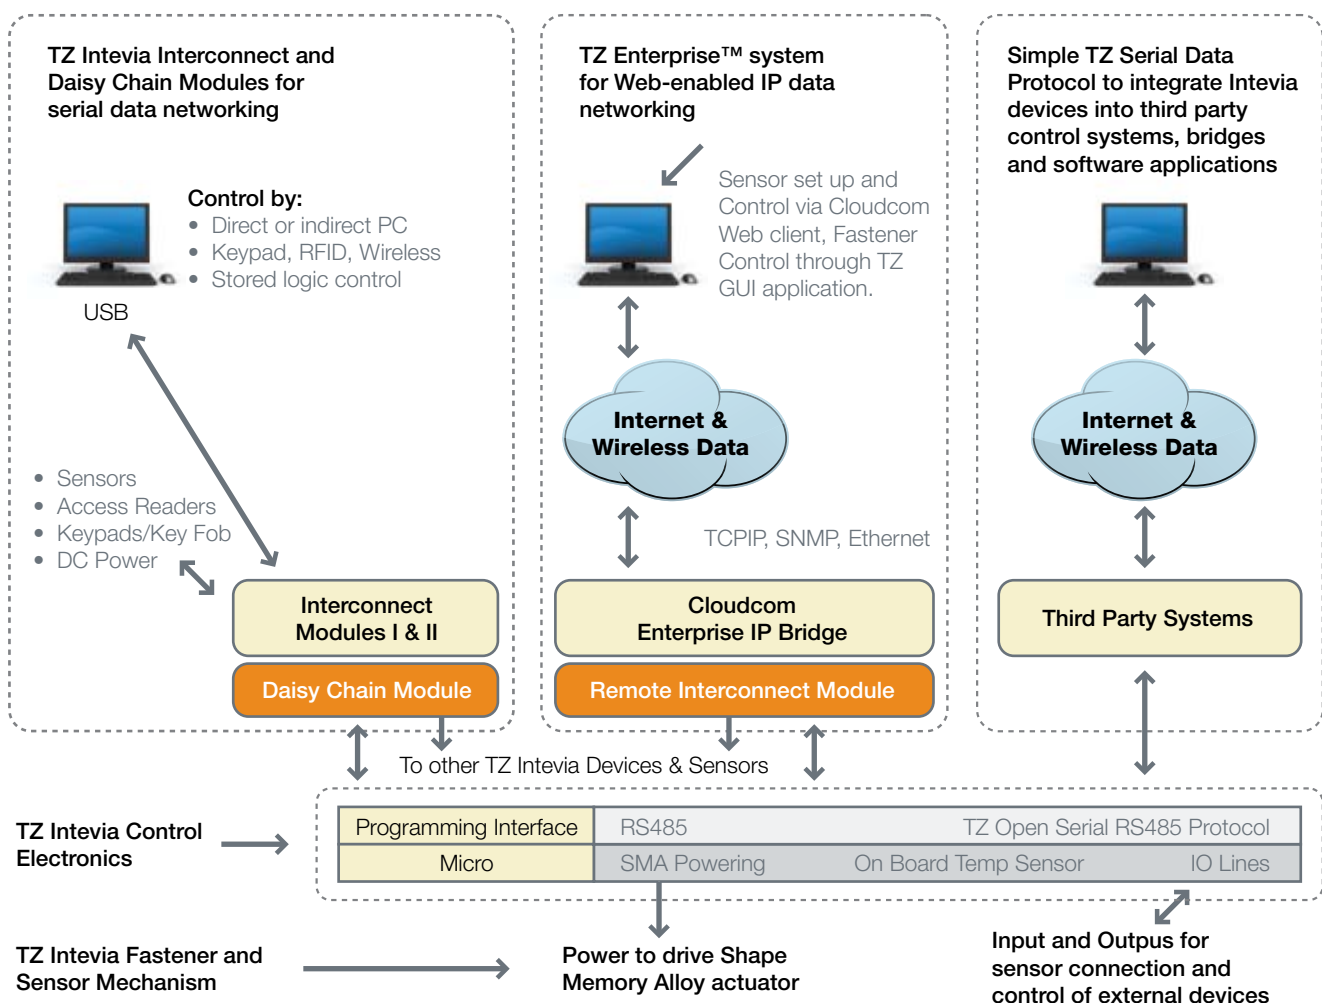 TZ Intevia Interconnect and
Daisy Chain Modules for
serial data networking
Control by:
• Direct or indirect PC
• Keypad, RFID, Wireless
• Stored logic control
USB
• Sensors
• Access Readers
• Keypads/Key Fob
• DC Power
Interconnect
Modules I & II
Daisy Chain Module
TZ Enterprise™ system
for Web-enabled IP data
networking
Sensor set up and
Control via Cloudcom
Web client, Fastener
Control through TZ
GUI application.
Internet &
Wireless Data
TCPIP, SNMP, Ethernet
Cloudcom
Enterprise IP Bridge
Remote Interconnect Module
Simple TZ Serial Data
Protocol to integrate Intevia
devices into third party
control systems, bridges
and software applications
Internet &
Wireless Data
Third Party Systems
To other TZ Intevia Devices & Sensors
TZ Intevia Control
Electronics
Programming Interface RS485 TZ Open Serial RS485 Protocol
Micro SMA Powering On Board Temp Sensor IO Lines
TZ Intevia Fastener and
Sensor Mechanism
Power to drive Shape
Memory Alloy actuator
Input and Outpus for
sensor connection and
control of external devices